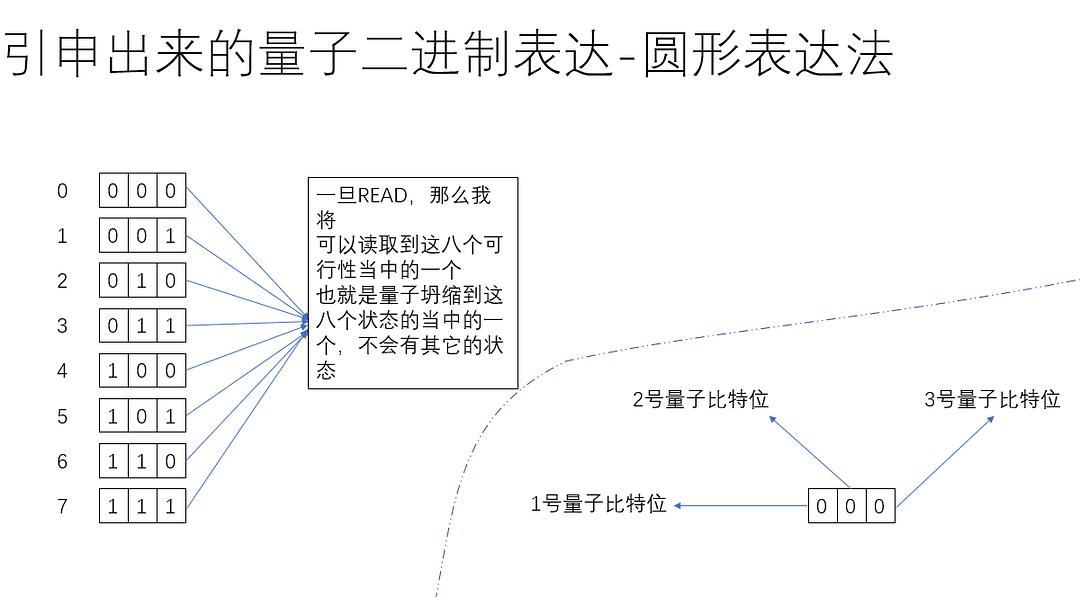 引申出来的量子二进制表达-圆形表达法
0 0 0 0
1 0 0 1
2 0 1 0
3 0 1 1
4 1 0 0
5 1 0 1
6 1 1 0
7 1 1 1
一旦READ，那么我
将
可以读取到这八个可
行性当中的一个
也就是量子坍缩到这
八个状态的当中的一
个，不会有其它的状
态
2号量子比特位
3号量子比特位
1号量子比特位
0 0 0